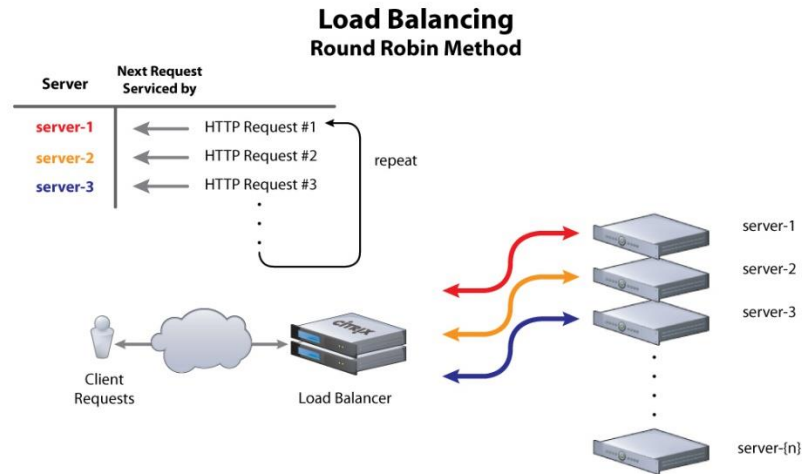 Load Balancing
Round Robin Method
Server
Next Request
Serviced by
server-1
HTTP Request #1
server-2
HTTP Request #2
server-3
HTTP Request #3
repeat
server-1
server-2
server-3
citrix
Client
Requests
Load Balancer
server-{n}